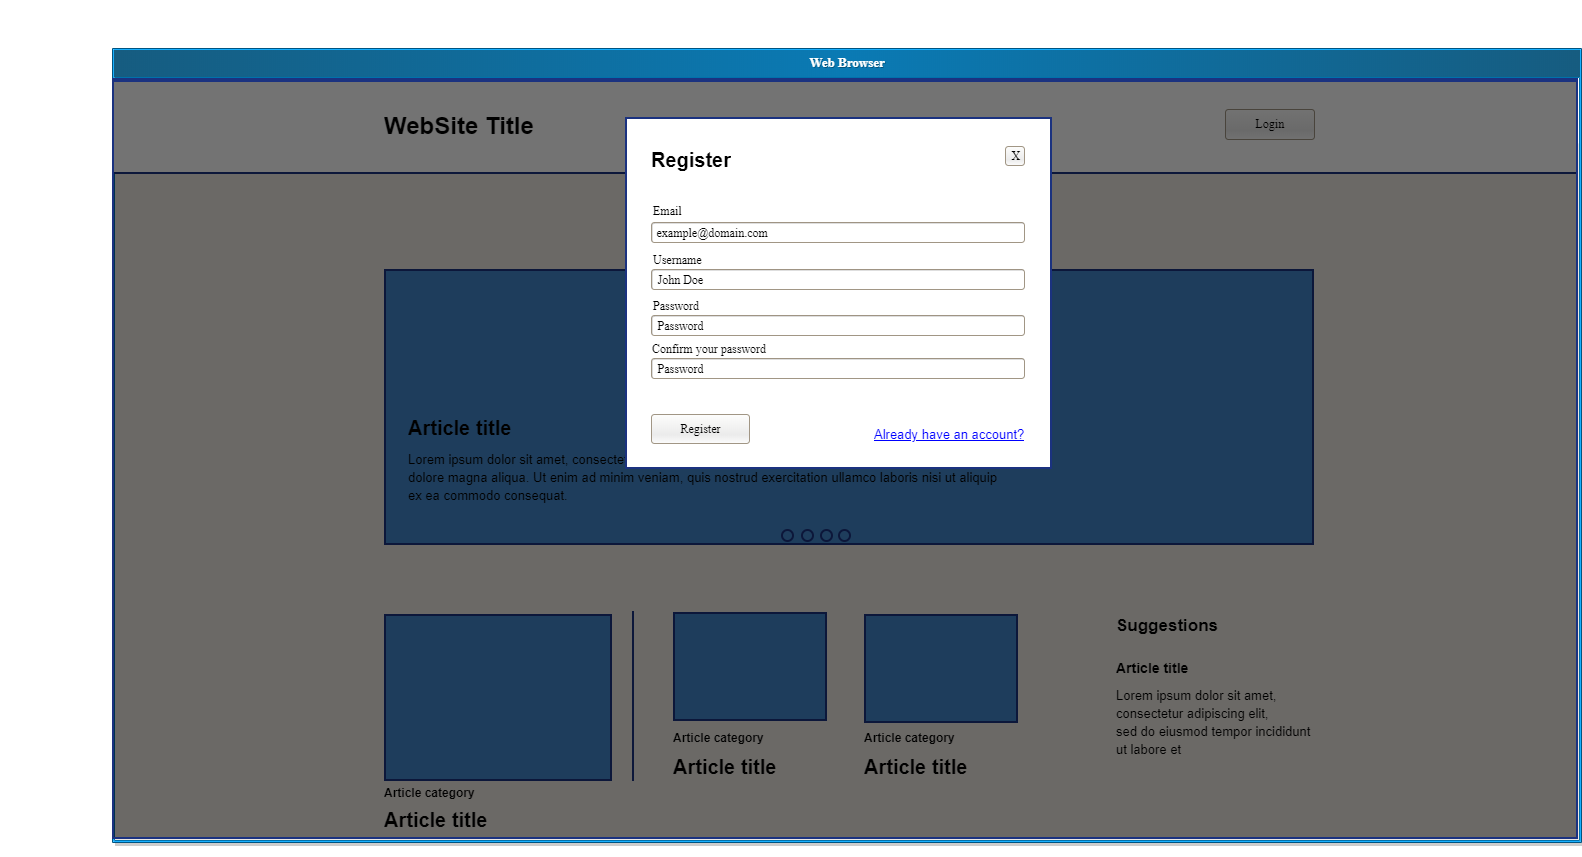 Web Browser
WebSite Title
Login
Register
X
Email
example@domain.com
Username
John Doe
Password
Password
Confirm your password
Password
Register
Already have an account?
Article title
Lorem ipsum dolor sit amet, consecte
dolore magna aliqua. Ut enim ad minim veniam, quis nostrud exercitation ullamco laboris nisi ut aliquip
ex ea commodo consequat.
Article category
Article title
Article category
Article title
Article category
Article title
Suggestions
Article title
Lorem ipsum dolor sit amet,
consectetur adipiscing elit,
sed do eiusmod tempor incididunt
ut labore et